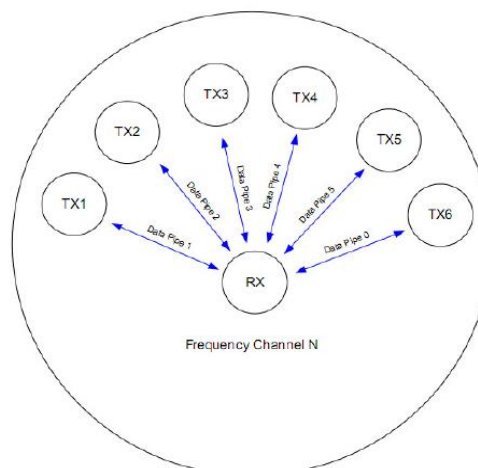 TX3
TX4
TX2
TX5
TX1
TX6
Data Pipe 1
Data Pipe 2
Data Pipe 3
Data Pipe 4
Data Pipe 5
Data Pipe 0
RX
Frequency Channel N